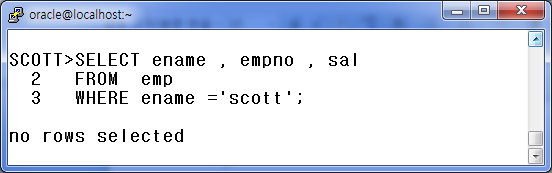 oracle@localhost:~
SCOTT>SELECT ename , empno , sal
2 FROM emp
3 WHERE ename ='scott';
no rows selected